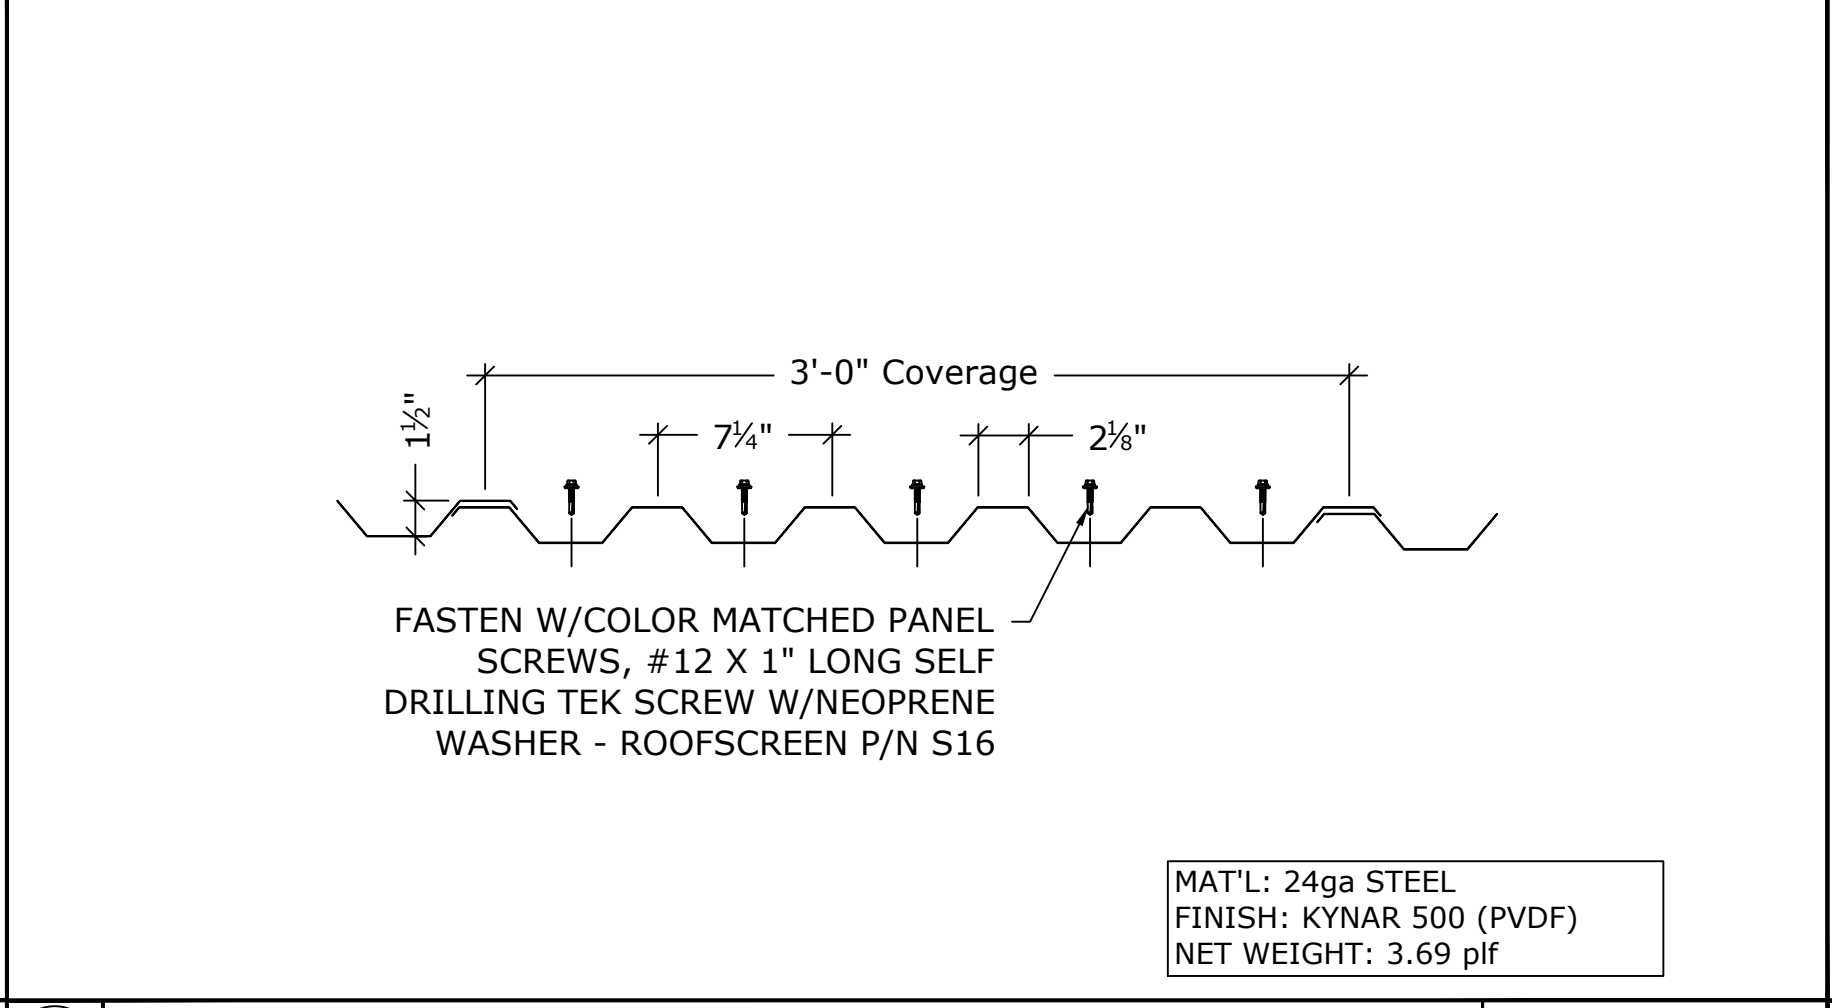 3'-0" Coverage
1½"
7¼"
2⅛"
FASTEN W/COLOR MATCHED PANEL
SCREWS, #12 X 1" LONG SELF
DRILLING TEK SCREW W/NEOPRENE
WASHER - ROOFSCREEN P/N S16
MAT'L: 24ga STEEL
FINISH: KYNAR 500 (PVDF)
NET WEIGHT: 3.69 plf